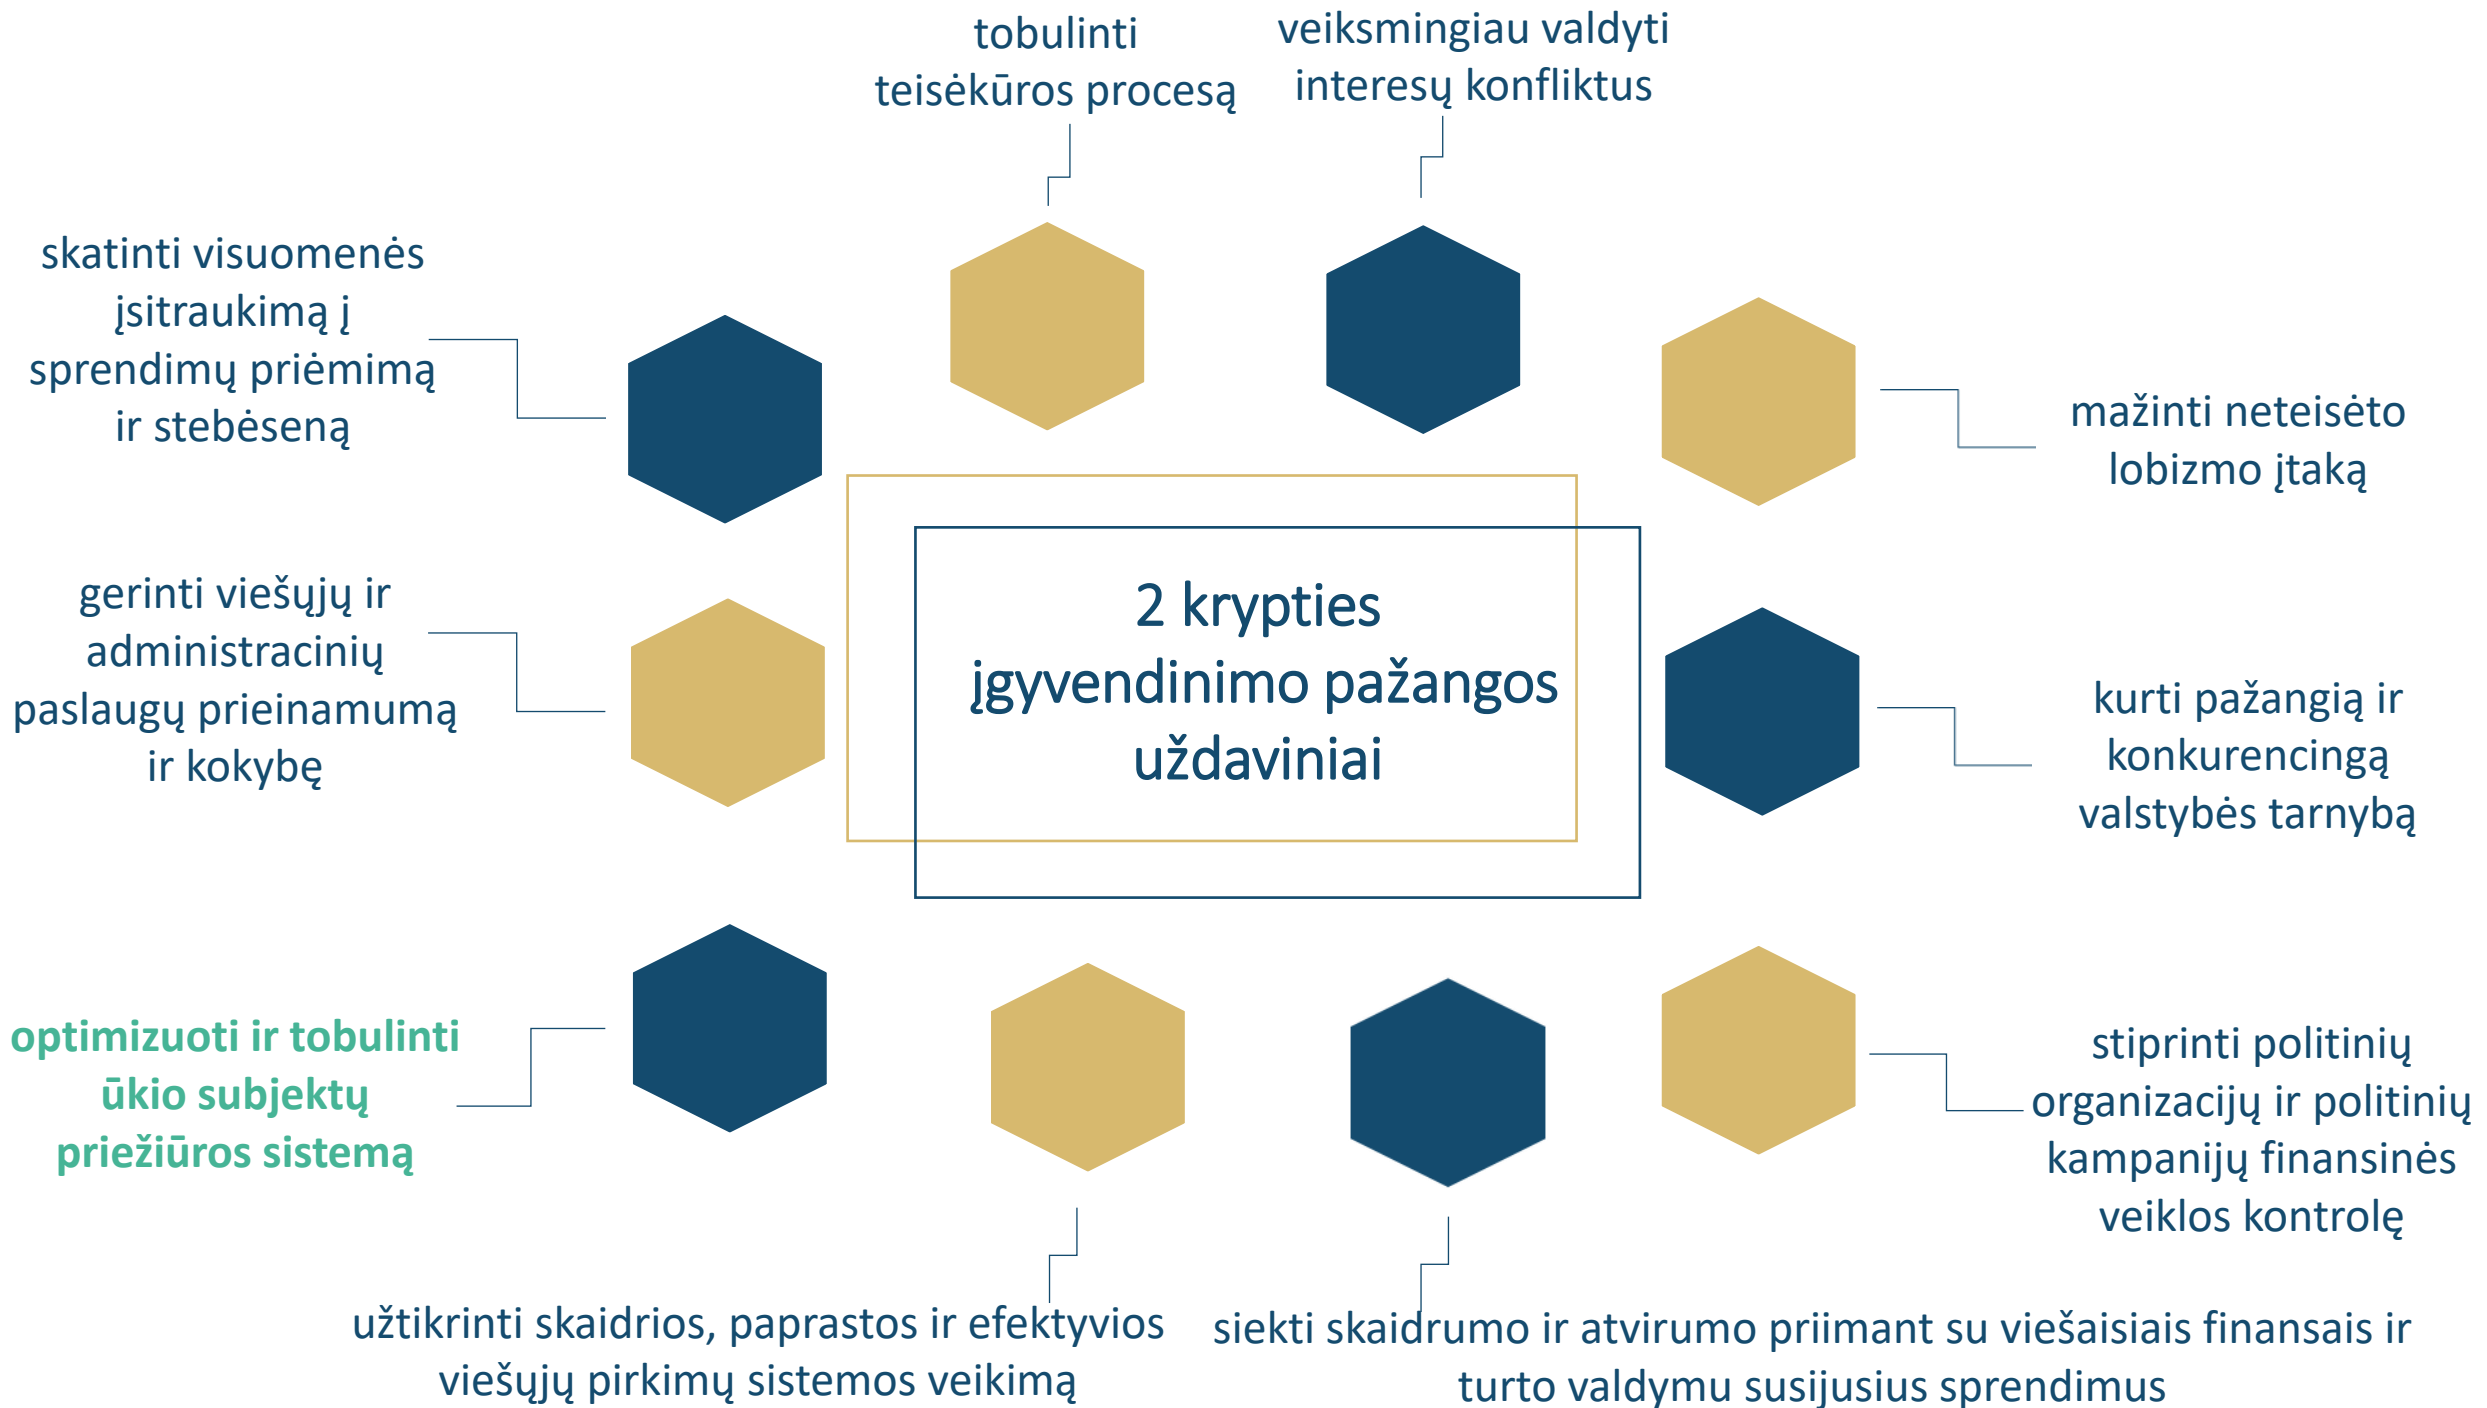 tobulinti
teisėkūros procesą
veiksmingiau valdyti
interesų konfliktus
skatinti visuomenės
įsitraukimą į
sprendimų priėmimą
ir stebėseną
mažinti neteisėto
lobizmo įtaką
gerinti viešųjų ir
administracinių
paslaugų prieinamumą
ir kokybę
2 krypties
įgyvendinimo pažangos
uždaviniai
kurti pažangią ir
konkurencingą
valstybės tarnybą
optimizuoti ir tobulinti
ūkio subjektų
priežiūros sistemą
stiprinti politinių
organizacijų ir politinių
kampanijų finansinės
veiklos kontrolę
užtikrinti skaidrios, paprastos ir efektyvios
viešųjų pirkimų sistemos veikimą
siekti skaidrumo ir atvirumo priimant su viešaisiais finansais ir
turto valdymu susijusius sprendimus